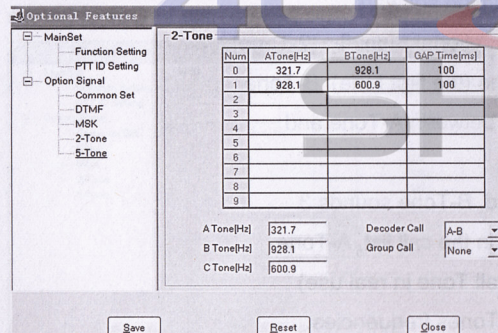 Optional Features
MainSet
Function Setting
PTT ID Setting
Option Signal
Common Set
DTMF
MSK
2-Tone
5-Tone
2-Tone
Num ATone[Hz] BTone[Hz] GAP Time[ms]
0 321.7 928.1 100
1 928.1 600.9 100
2
3
4
5
6
7
8
9
A Tone[Hz] 321.7 Decoder Call A-B
B Tone[Hz] 928.1 Group Call None
C Tone[Hz] 600.9
Save Reset Close